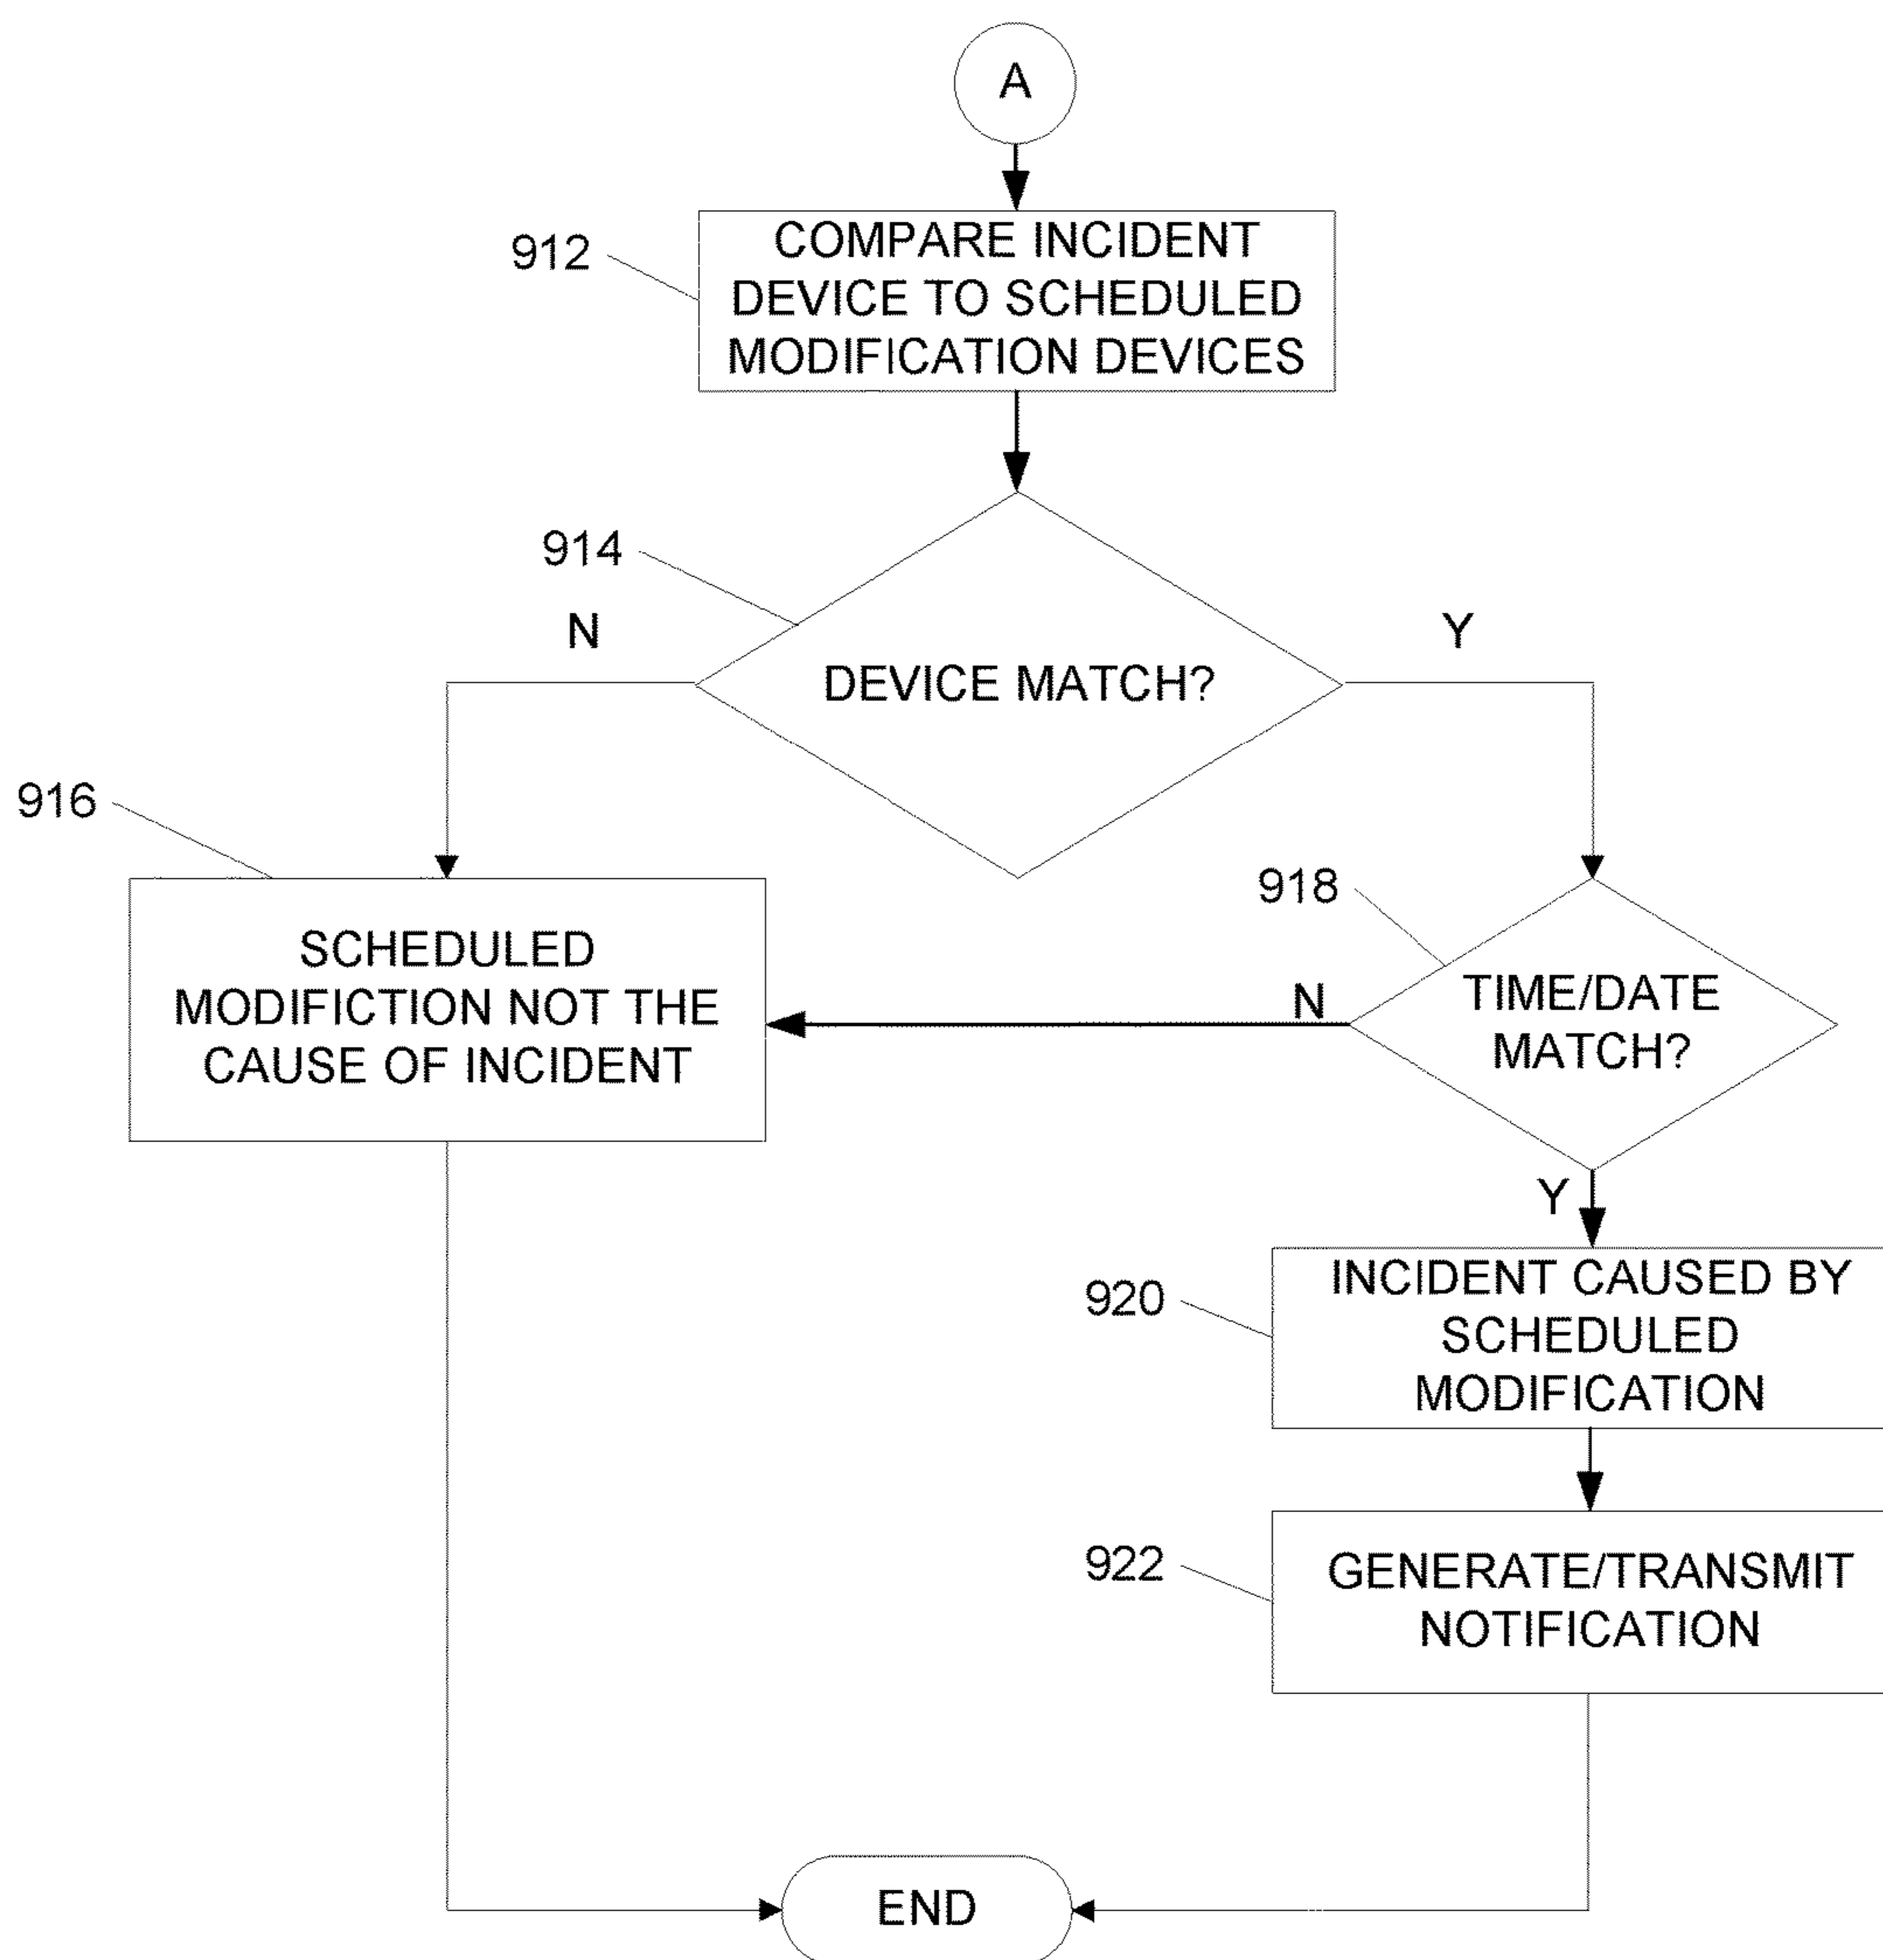 A
912
COMPARE INCIDENT
DEVICE TO SCHEDULED
MODIFICATION DEVICES
914
N
Y
DEVICE MATCH?
916
918
SCHEDULED
MODIFICTION NOT THE
CAUSE OF INCIDENT
N
TIME/DATE
MATCH?
Y
920
INCIDENT CAUSED BY
SCHEDULED
MODIFICATION
922
GENERATE/TRANSMIT
NOTIFICATION
END